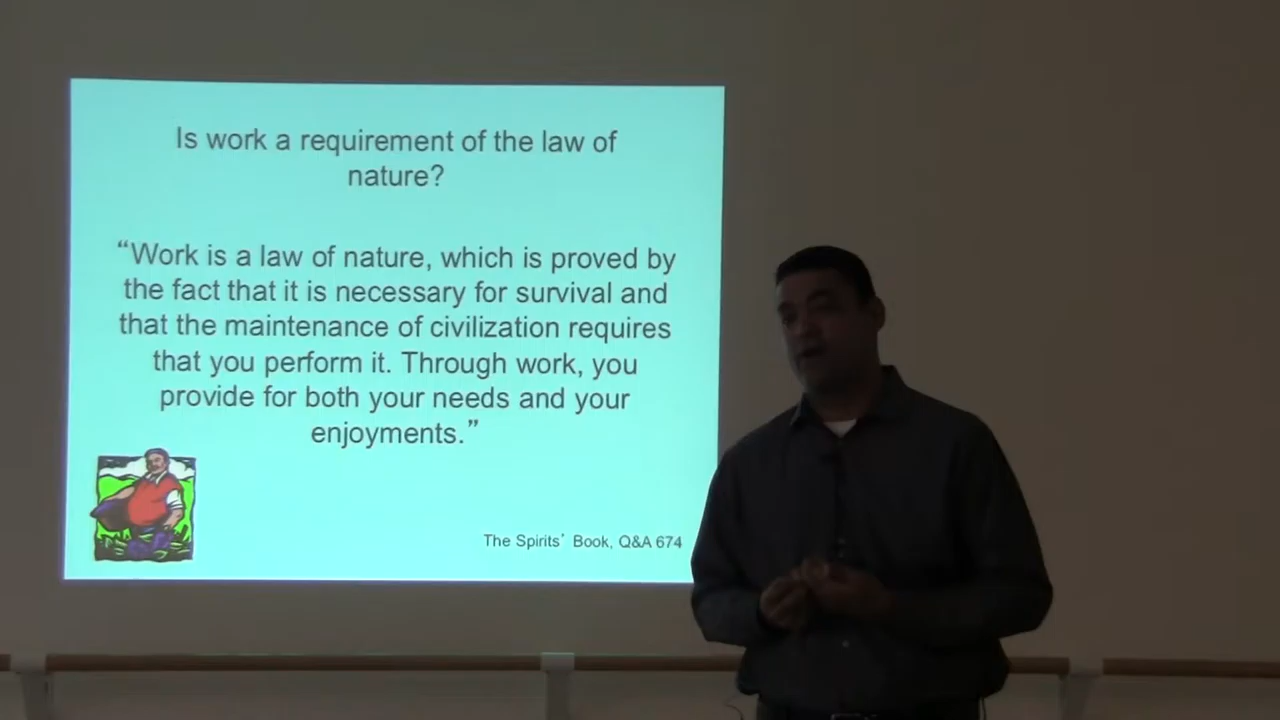 Is work a requirement of the law of
nature?
“Work is a law of nature, which is proved by
the fact that it is necessary for survival and
that the maintenance of civilization requires
that you perform it. Through work, you
provide for both your needs and your
enjoyments.”
The Spirits’ Book, Q&A 674